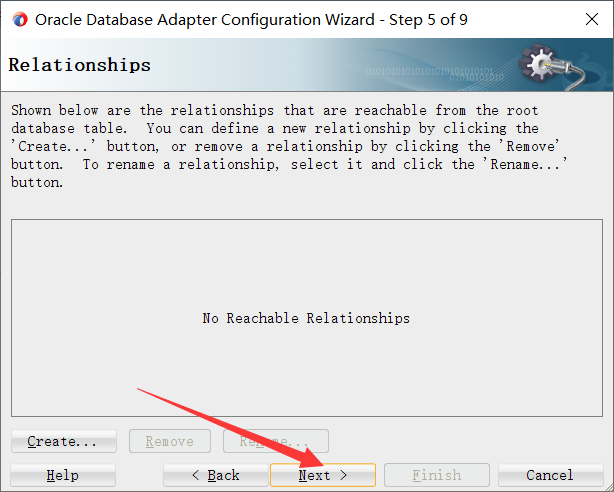 Oracle Database Adapter Configuration Wizard - Step 5 of 9
Relationships
Shown below are the relationships that are reachable from the root
database table.  You can define a new relationship by clicking the
'Create...' button, or remove a relationship by clicking the 'Remove'
button.  To rename a relationship, select it and click the 'Rename...'
button.
No Reachable Relationships
Create... Remove Rename...
Help < Back Next > Finish Cancel